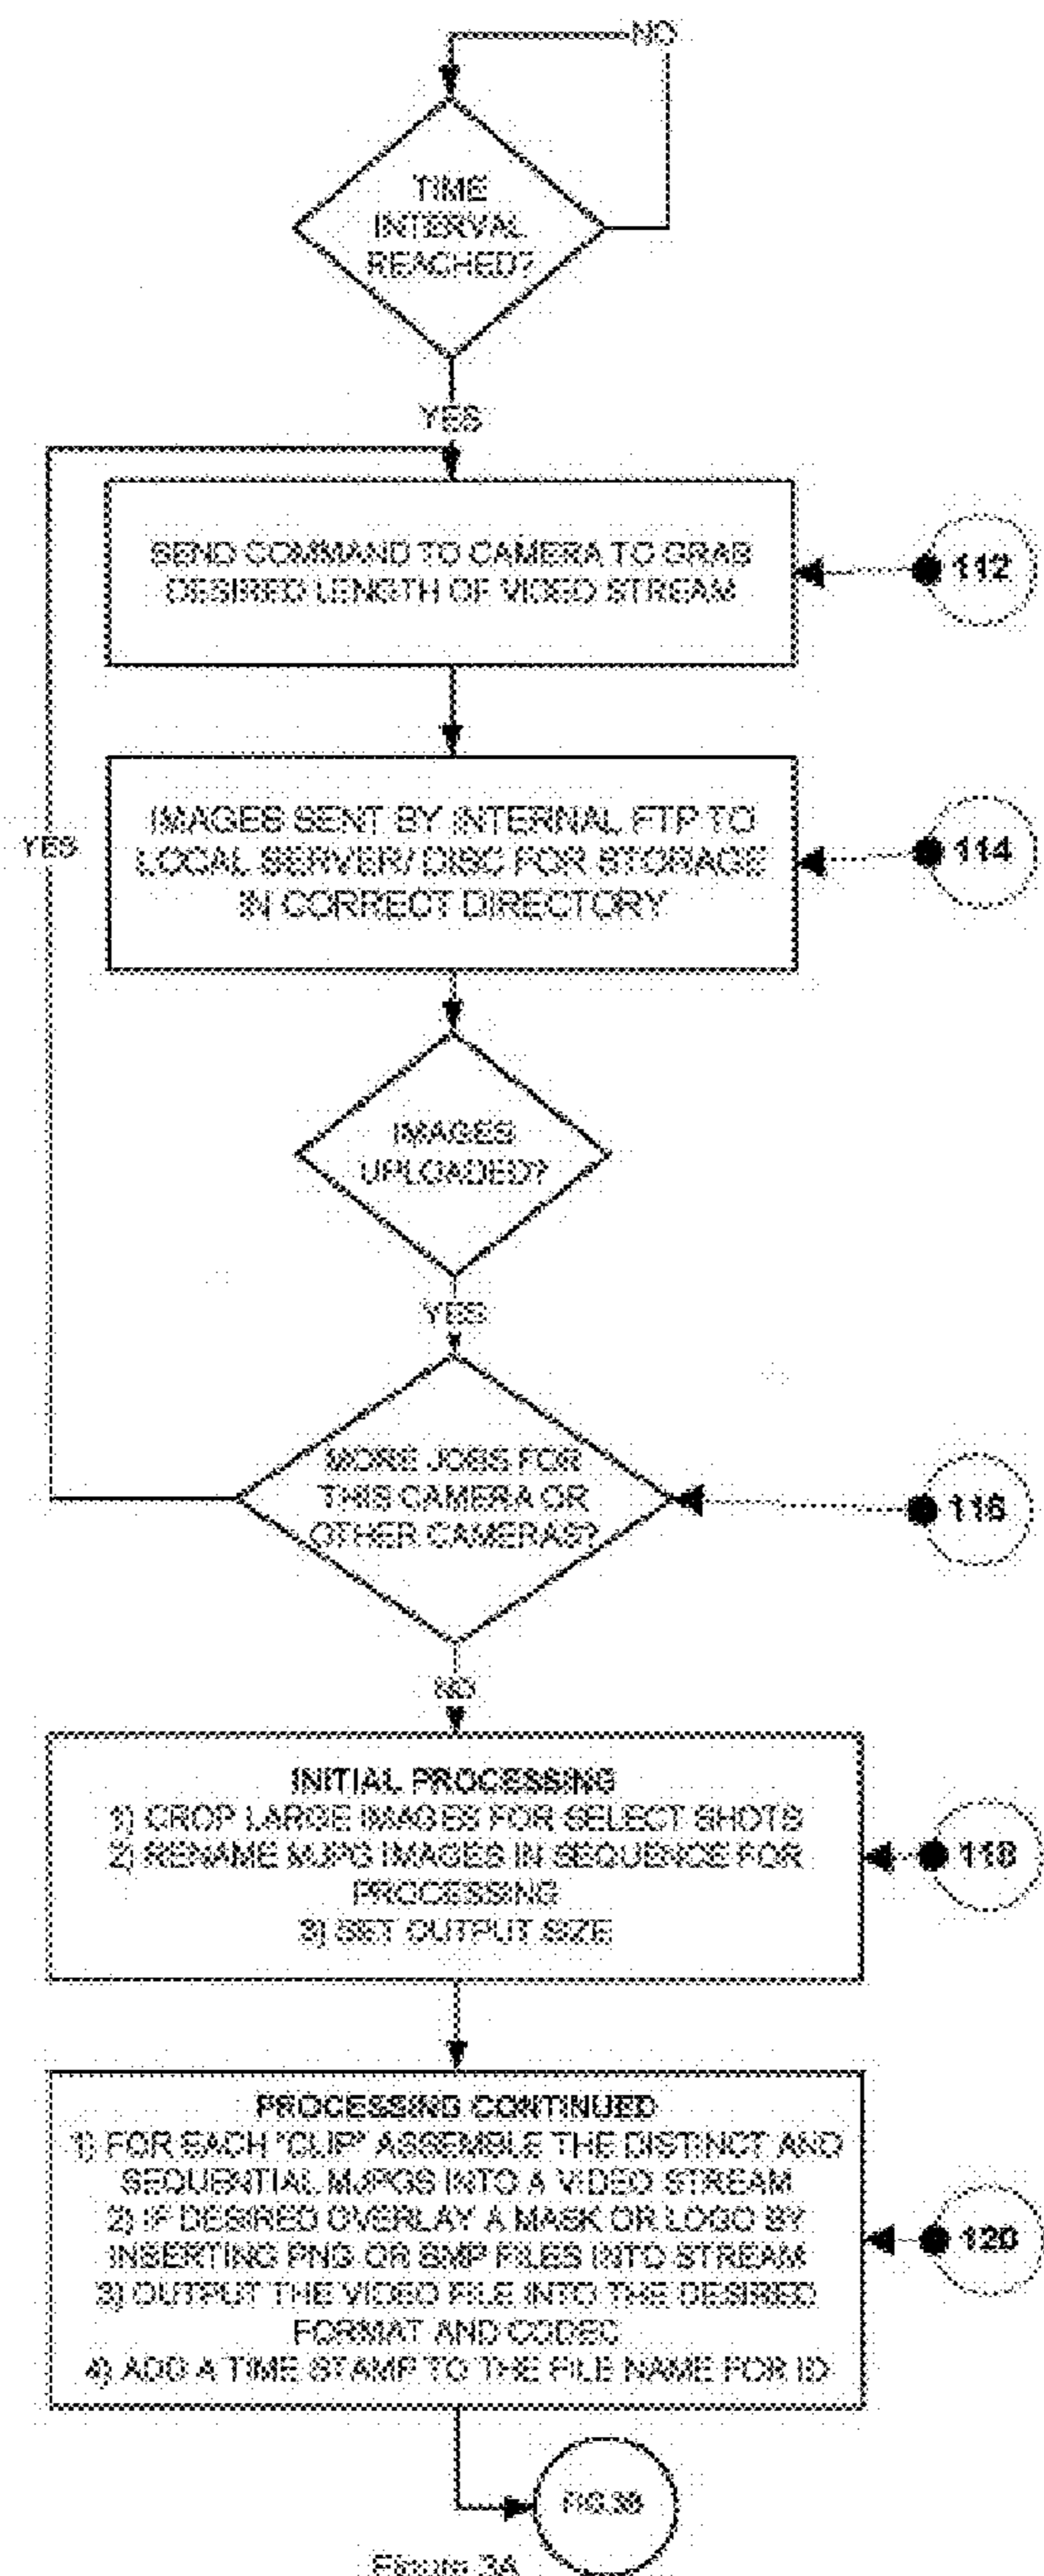 NO
TIME
INTERVAL
REACHED?
YES
SEND COMMAND TO CAMERA TO GRAB
DESIRED LENGTH OF VIDEO STREAM
112
IMAGES SENT BY INTERNAL FTP TO
LOCAL SERVER/ DISC FOR STORAGE
IN CORRECT DIRECTORY
114
YES
IMAGES
UPLOADED?
YES
MORE JOBS FOR
THIS CAMERA OR
OTHER CAMERAS?
116
NO
INITIAL PROCESSING
1) CROP LARGE IMAGES FOR SELECT SHOTS
2) RENAME MJPG IMAGES IN SEQUENCE FOR
PROCESSING
3) SET OUTPUT SIZE
118
PROCESSING CONTINUED
1) FOR EACH "CLIP" ASSEMBLE THE DISTINCT AND
SEQUENTIAL MJPGS INTO A VIDEO STREAM
2) IF DESIRED OVERLAY A MASK OR LOGO BY
INSERTING PNG OR BMP FILES INTO STREAM
3) OUTPUT THE VIDEO FILE INTO THE DESIRED
FORMAT AND CODEC
4) ADD A TIME STAMP TO THE FILE NAME FOR ID
120
FIG.3B
Figure 3A